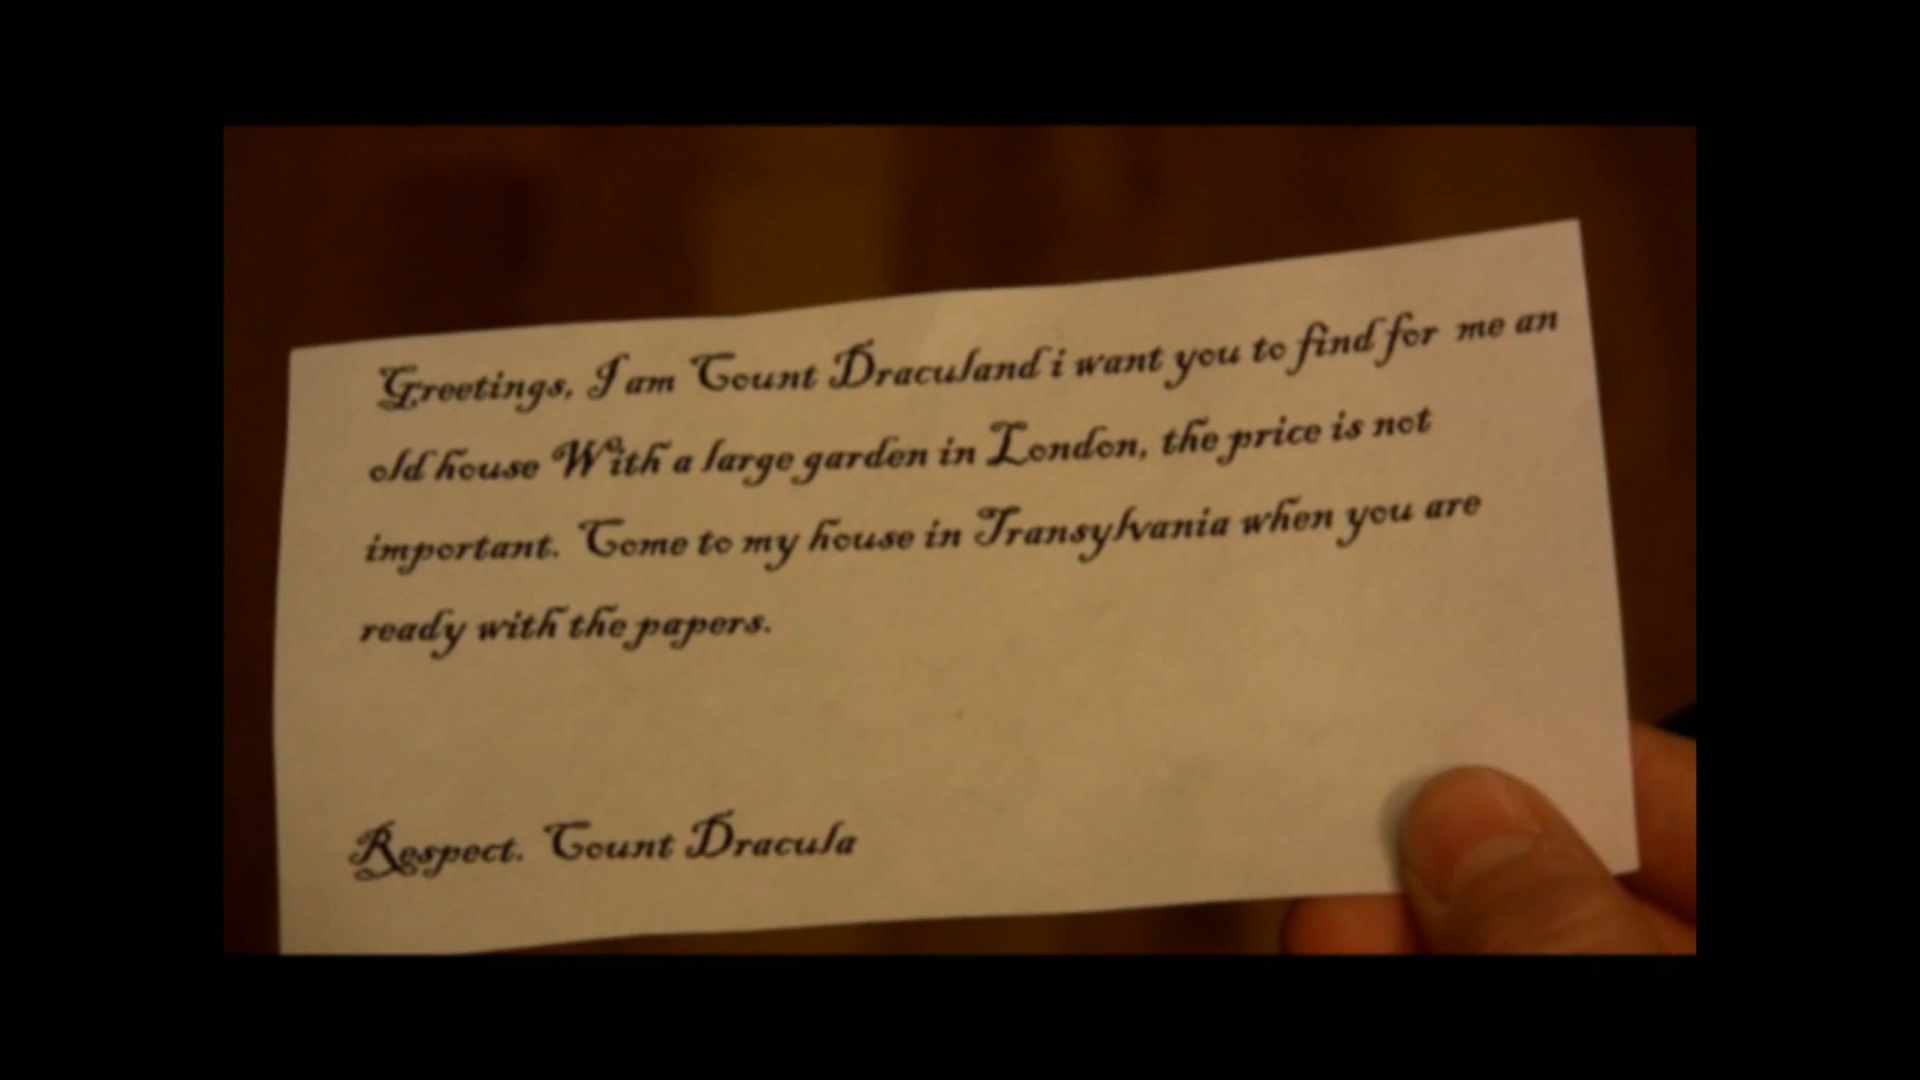 Greetings, I am Count Draculand i want you to find for me an
old house With a large garden in London, the price is not
important. Come to my house in Transylvania when you are
ready with the papers.
Respect. Count Dracula